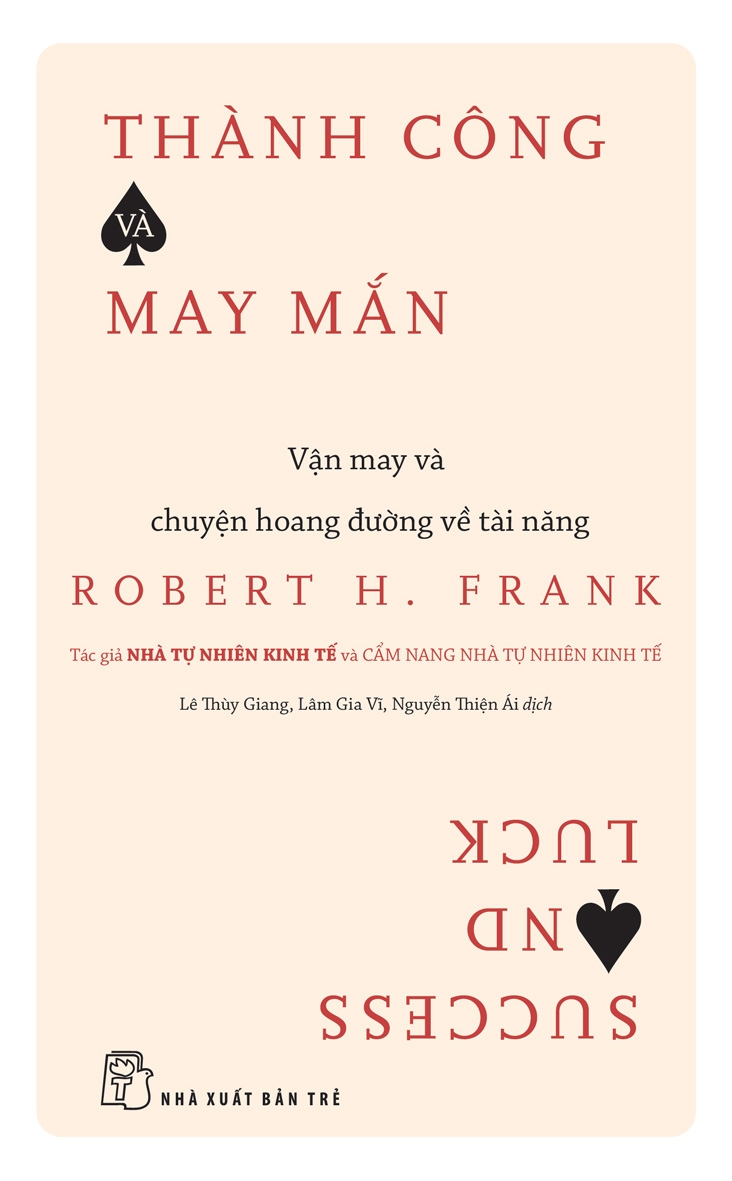 THÀNH CÔNG
VÀ
MAY MẮN
Vận may và
chuyện hoang đường về tài năng
ROBERT H. FRANK
Tác giả NHÀ TỰ NHIÊN KINH TẾ và CẨM NANG NHÀ TỰ NHIÊN KINH TẾ
Lê Thùy Giang, Lâm Gia Vĩ, Nguyễn Thiện Ái dịch
SUCCESS
ND
LUCK
T
NHÀ XUẤT BẢN TRẺ